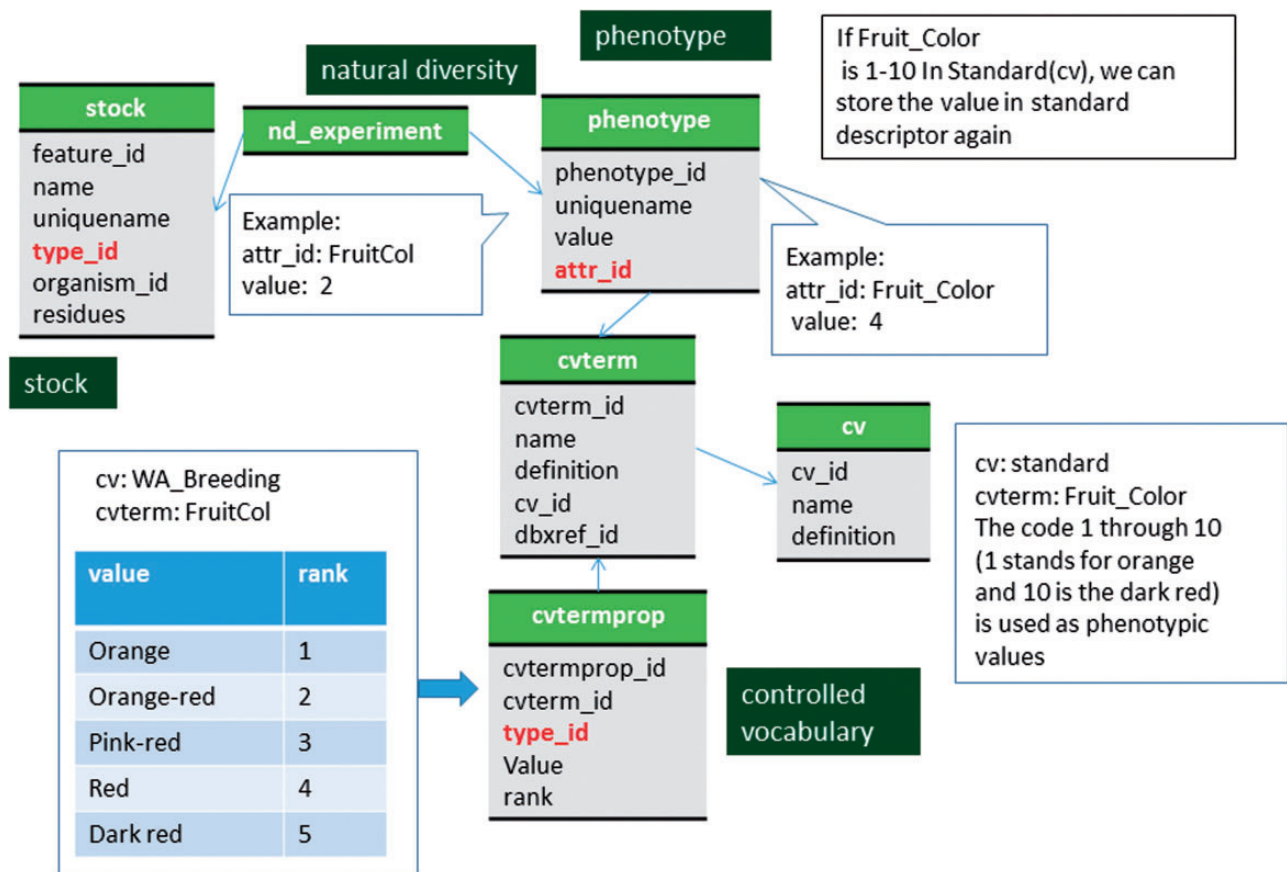 phenotype
natural diversity
If Fruit_Color
is 1-10 In Standard(cv), we can
store the value in standard
descriptor again
stock
feature_id
name
uniquename
type_id
organism_id
residues
nd_experiment
phenotype
phenotype_id
uniquename
value
attr_id
Example:
attr_id: FruitCol
value: 2
Example:
attr_id: Fruit_Color
value: 4
stock
cvterm
cvterm_id
name
definition
cv_id
dbxref_id
cv
cv_id
name
definition
cv: standard
cvterm: Fruit_Color
The code 1 through 10
(1 stands for orange
and 10 is the dark red)
is used as phenotypic
values
cv: WA_Breeding
cvterm: FruitCol
value rank
Orange 1
Orange-red 2
Pink-red 3
Red 4
Dark red 5
cvtermprop
cvtermprop_id
cvterm_id
type_id
Value
rank
controlled
vocabulary